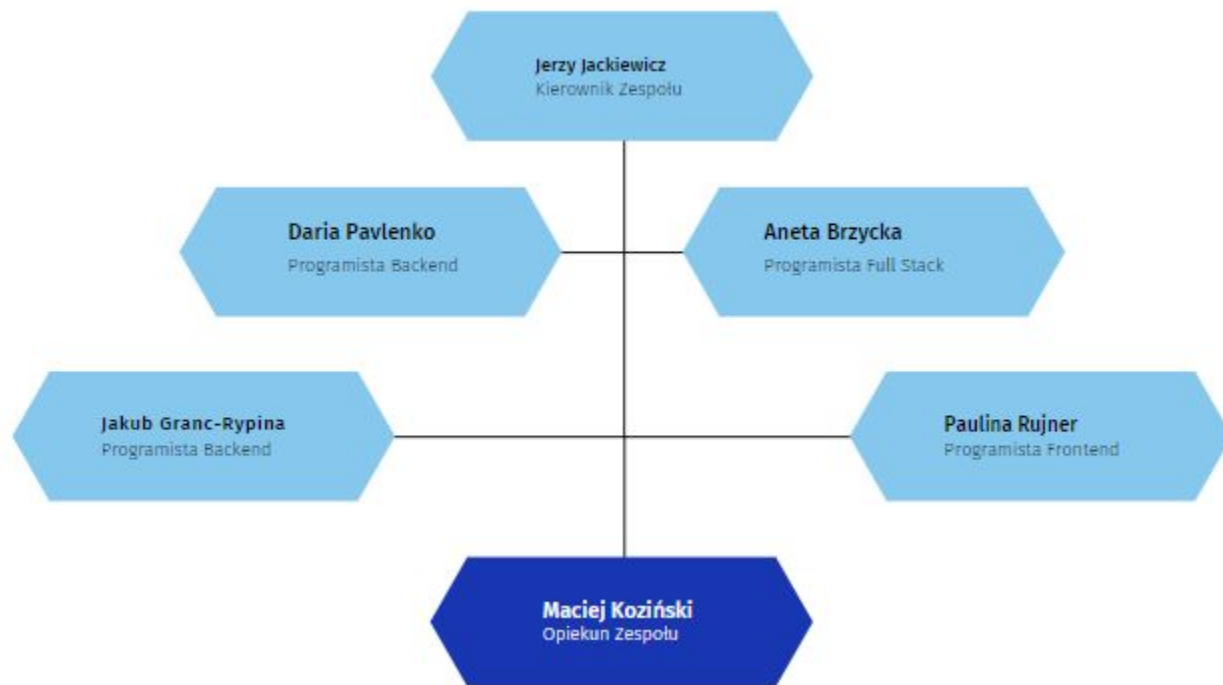 Jerzy Jackiewicz
Kierownik Zespołu
Daria Pavlenko
Programista Backend
Aneta Brzycka
Programista Full Stack
Jakub Granc-Rypina
Programista Backend
Paulina Rujner
Programista Frontend
Maciej Koziński
Opiekun Zespołu